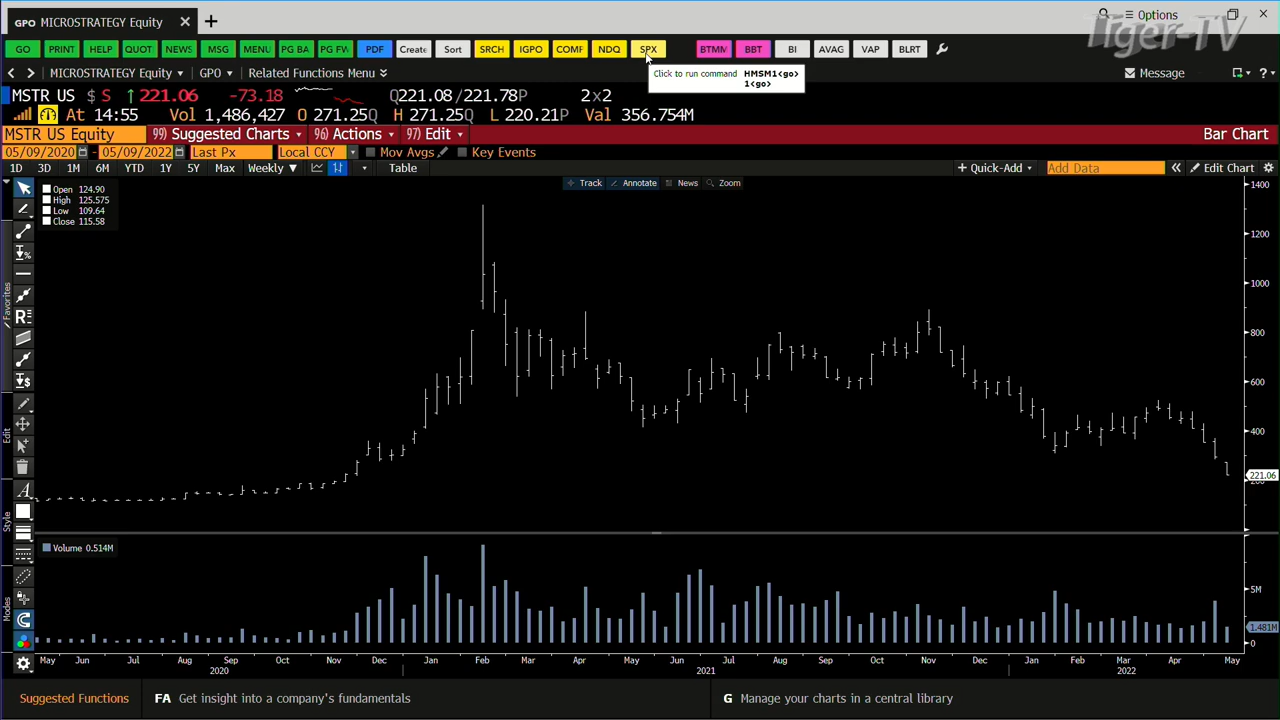 GPO MICROSTRATEGY Equity
Options
Tiger-TV
GO PRINT HELP QUOT NEWS MSG MENU PG BA PG FW PDF Create Sort SRCH IGPO COMF NDQ SPX BTMM BBT BI AVAG VAP BLRT
MICROSTRATEGY Equity GPO Related Functions Menu Message ?
Click to run command HMSM1<go>
1<go>
MSTR US $ S ↑ 221.06 -73.18 Q221.08/221.78P 2x2
At 14:55 Vol 1,486,427 O 271.25Q H 271.25Q L 220.21P Val 356.754M
MSTR US Equity 99) Suggested Charts 96) Actions 97) Edit Bar Chart
05/09/2020 - 05/09/2022 Last Px Local CCY Mov Avgs Key Events
1D 3D 1M 6M YTD 1Y 5Y Max Weekly ▼ Table + Quick-Add Add Data « Edit Chart
Track Annotate News Zoom
Open 124.90
High 125.575
Low 109.64
Close 115.58
1400
1200
1000
800
600
400
221.06
200
Favorites
Edit
Style
Modes
Volume 0.514M
5M
1.481M
0
May Jun Jul Aug Sep Oct Nov Dec Jan Feb Mar Apr May Jun Jul Aug Sep Oct Nov Dec Jan Feb Mar Apr May
2020 2021 2022
Suggested Functions FA Get insight into a company's fundamentals G Manage your charts in a central library